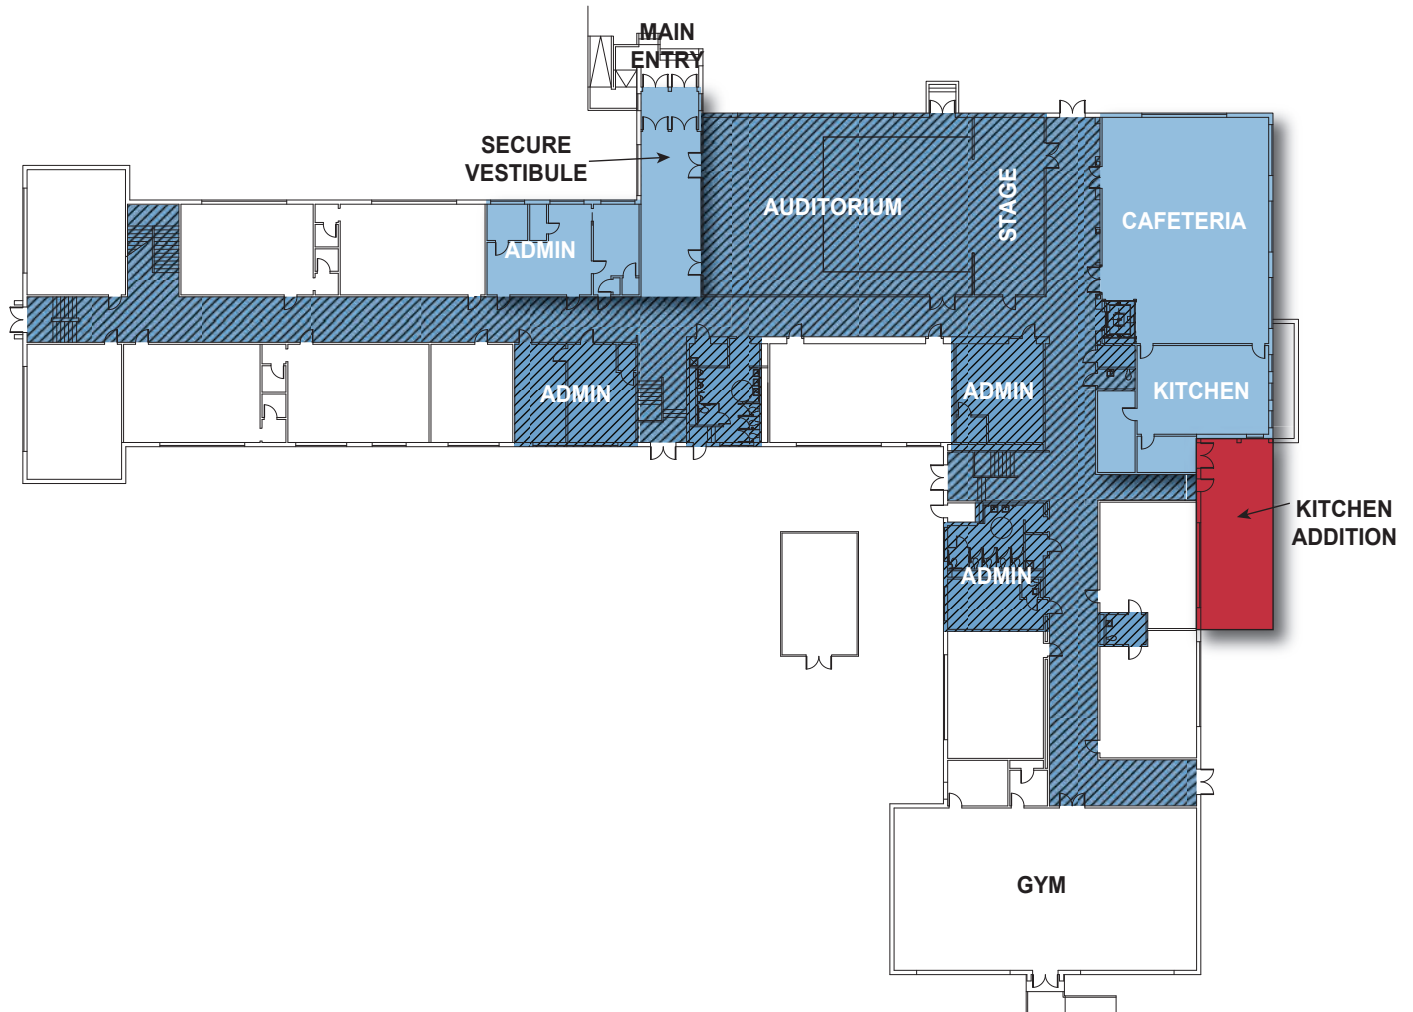 MAIN
ENTRY
SECURE
VESTIBULE
AUDITORIUM
STAGE
CAFETERIA
ADMIN
KITCHEN
ADMIN
ADMIN
KITCHEN
ADDITION
ADMIN
GYM